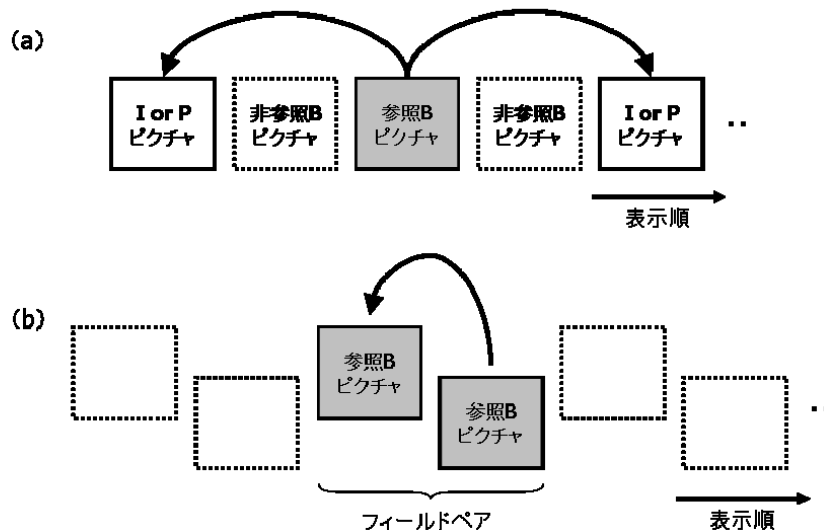 (a)
I or P
ピクチャ
非参照B
ピクチャ
参照B
ピクチャ
非参照B
ピクチャ
I or P
ピクチャ
..
表示順
(b)
参照B
ピクチャ
参照B
ピクチャ
フィールドペア
表示順